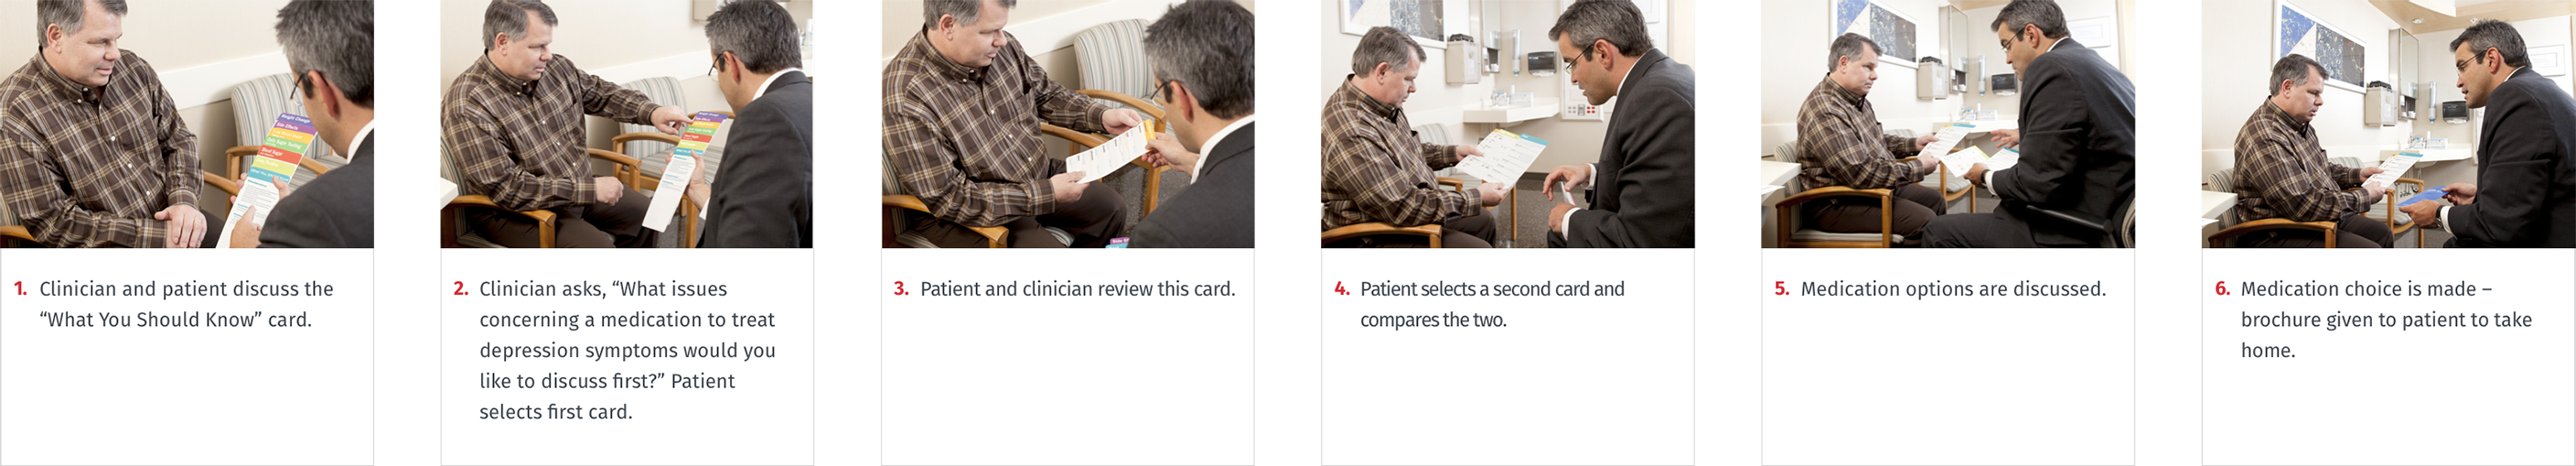 Weight Change
1. Clinician and patient discuss the
“What You Should Know” card.
2. Clinician asks, “What issues
concerning a medication to treat
depression symptoms would you
like to discuss first?” Patient
selects first card.
3. Patient and clinician review this card.
4. Patient selects a second card and
compares the two.
5. Medication options are discussed.
6. Medication choice is made –
brochure given to patient to take
home.